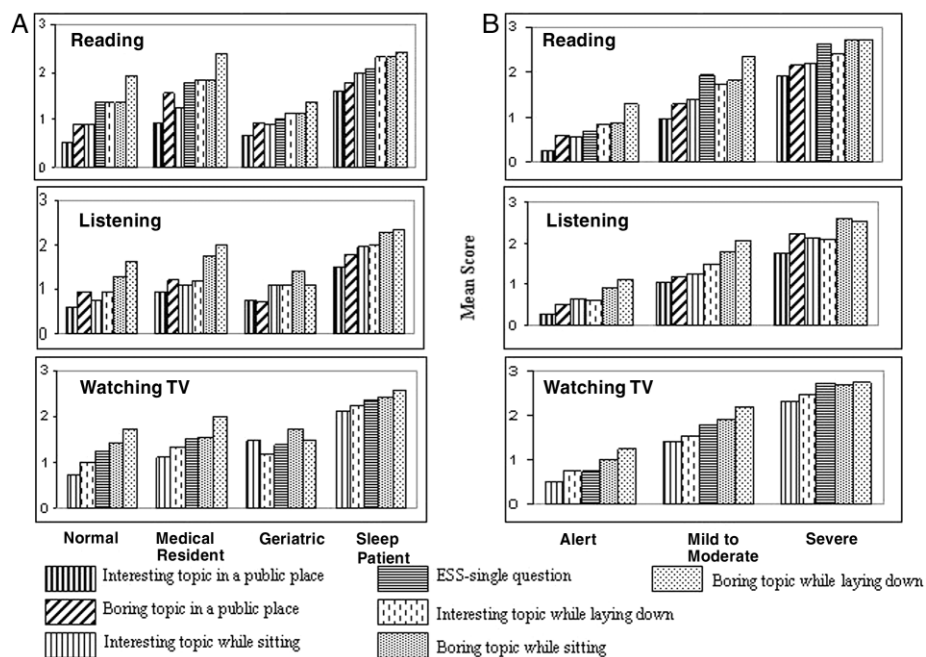 A
B
3
Reading
2
1
0
3
Reading
2
1
0
3
Listening
2
1
0
3
Listening
2
1
0
Mean Score
3
Watching TV
2
1
0
3
Watching TV
2
1
0
Normal Medical Resident Geriatric Sleep Patient
Alert Mild to Moderate Severe
Interesting topic in a public place
Boring topic in a public place
Interesting topic while sitting
ESS-single question
Interesting topic while laying down
Boring topic while sitting
Boring topic while laying down